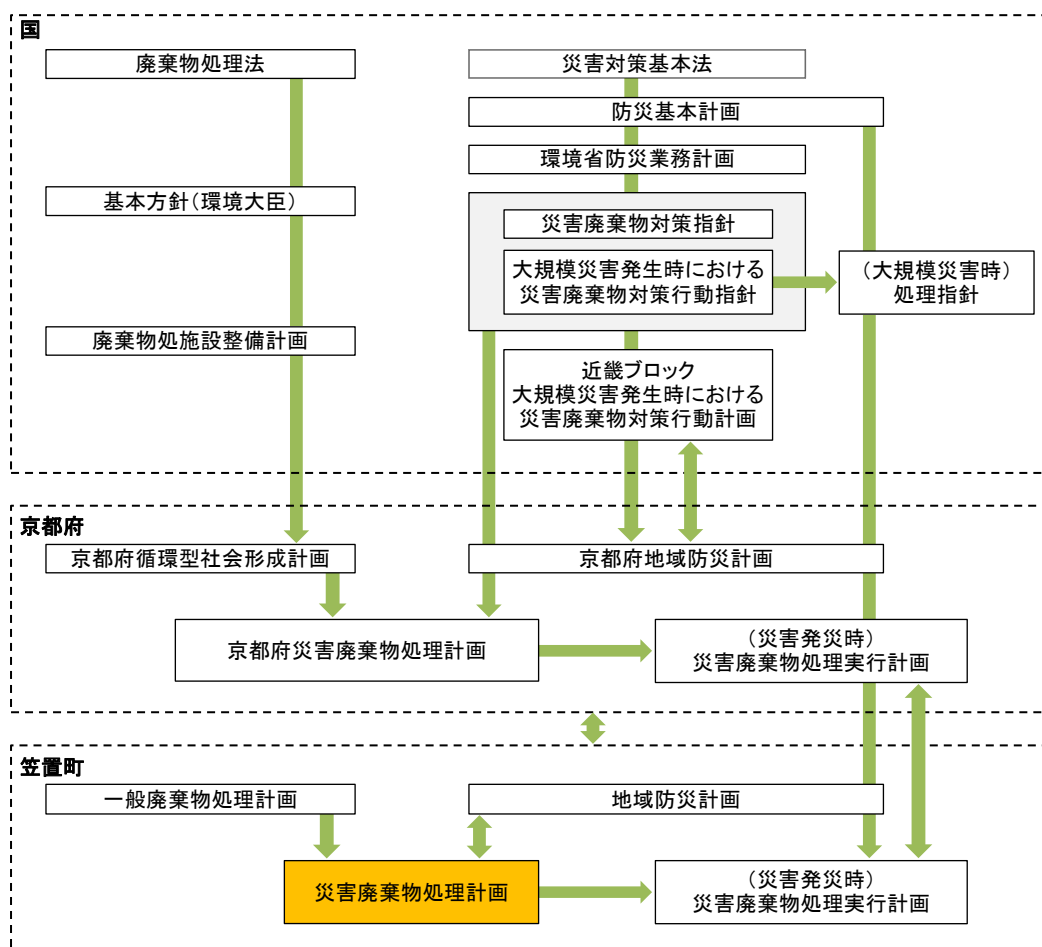 国
廃棄物処理法
災害対策基本法
防災基本計画
環境省防災業務計画
基本方針(環境大臣)
災害廃棄物対策指針
大規模災害発生時における
災害廃棄物対策行動指針
(大規模災害時)
処理指針
廃棄物処施設整備計画
近畿ブロック
大規模災害発生時における
災害廃棄物対策行動計画
京都府
京都府循環型社会形成計画
京都府地域防災計画
京都府災害廃棄物処理計画
(災害発災時)
災害廃棄物処理実行計画
笠置町
一般廃棄物処理計画
地域防災計画
災害廃棄物処理計画
(災害発災時)
災害廃棄物処理実行計画